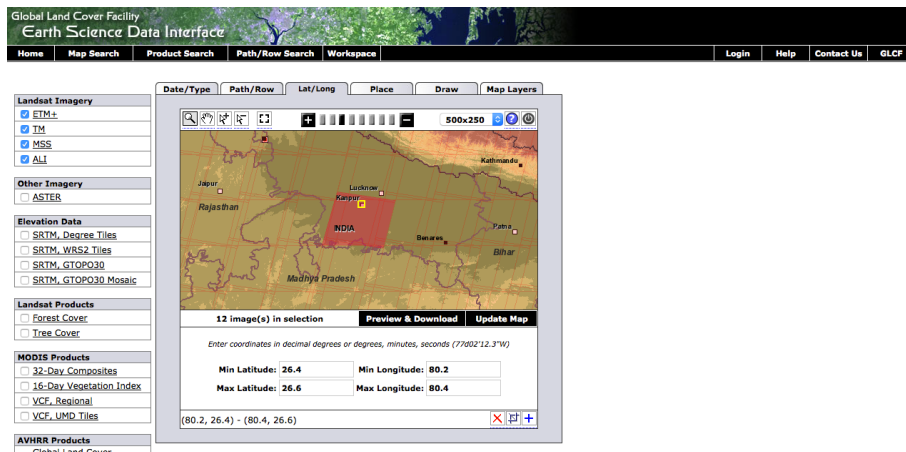 Global Land Cover Facility
Earth Science Data Interface
Home Map Search Product Search Path/Row Search Workspace Login Help Contact Us GLCF
Date/Type Path/Row Lat/Long Place Draw Map Layers
Landsat Imagery
ETM+
TM
MSS
ALI
Other Imagery
ASTER
Elevation Data
SRTM, Degree Tiles
SRTM, WRS2 Tiles
SRTM, GTOPO30
SRTM, GTOPO30 Mosaic
Landsat Products
Forest Cover
Tree Cover
MODIS Products
32-Day Composites
16-Day Vegetation Index
VCF, Regional
VCF, UMD Tiles
AVHRR Products
Global Land Cover
500x250 ?
Kathmandu
Jaipur
Lucknow
Kanpur
Rajasthan
INDIA
Benares
Patna
Bihar
Madhya Pradesh
12 image(s) in selection Preview & Download Update Map
Enter coordinates in decimal degrees or degrees, minutes, seconds (77d02'12.3"W)
Min Latitude: 26.4 Min Longitude: 80.2
Max Latitude: 26.6 Max Longitude: 80.4
(80.2, 26.4) - (80.4, 26.6)